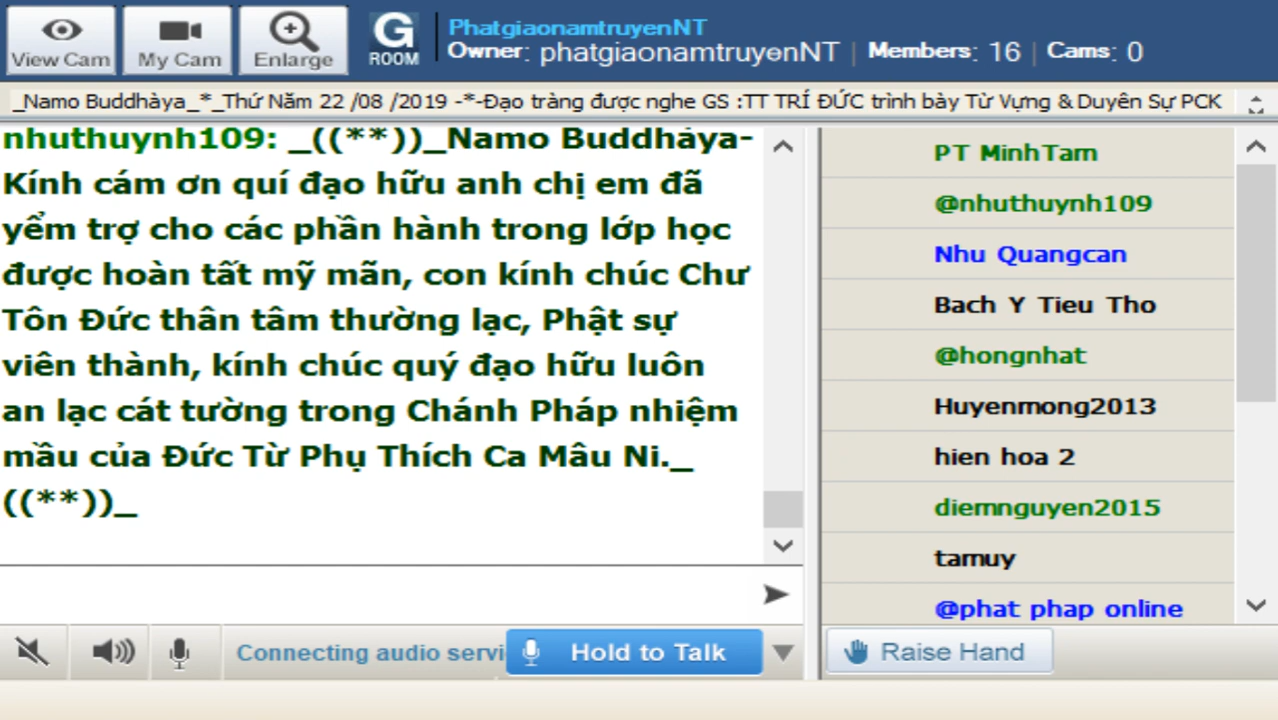 View Cam My Cam Enlarge G ROOM
PhatgiaonamtruyenNT
Owner: phatgiaonamtruyenNT | Members: 16 | Cams: 0
_Namo Buddhàya_*_Thứ Năm 22 /08 /2019 -*-Đạo tràng được nghe GS :TT TRÍ ĐỨC trình bày Từ Vựng & Duyên Sự PCK
nhuthuynh109: _((**))_Namo Buddhàya-
Kính cám ơn quí đạo hữu anh chị em đã
yểm trợ cho các phần hành trong lớp học
được hoàn tất mỹ mãn, con kính chúc Chư
Tôn Đức thân tâm thường lạc, Phật sự
viên thành, kính chúc quý đạo hữu luôn
an lạc cát tường trong Chánh Pháp nhiệm
mầu của Đức Từ Phụ Thích Ca Mâu Ni._
((**))_
PT MinhTam
@nhuthuynh109
Nhu Quangcan
Bach Y Tieu Tho
@hongnhat
Huyenmong2013
hien hoa 2
diemnguyen2015
tamuy
@phat phap online
Connecting audio servi
Hold to Talk
Raise Hand